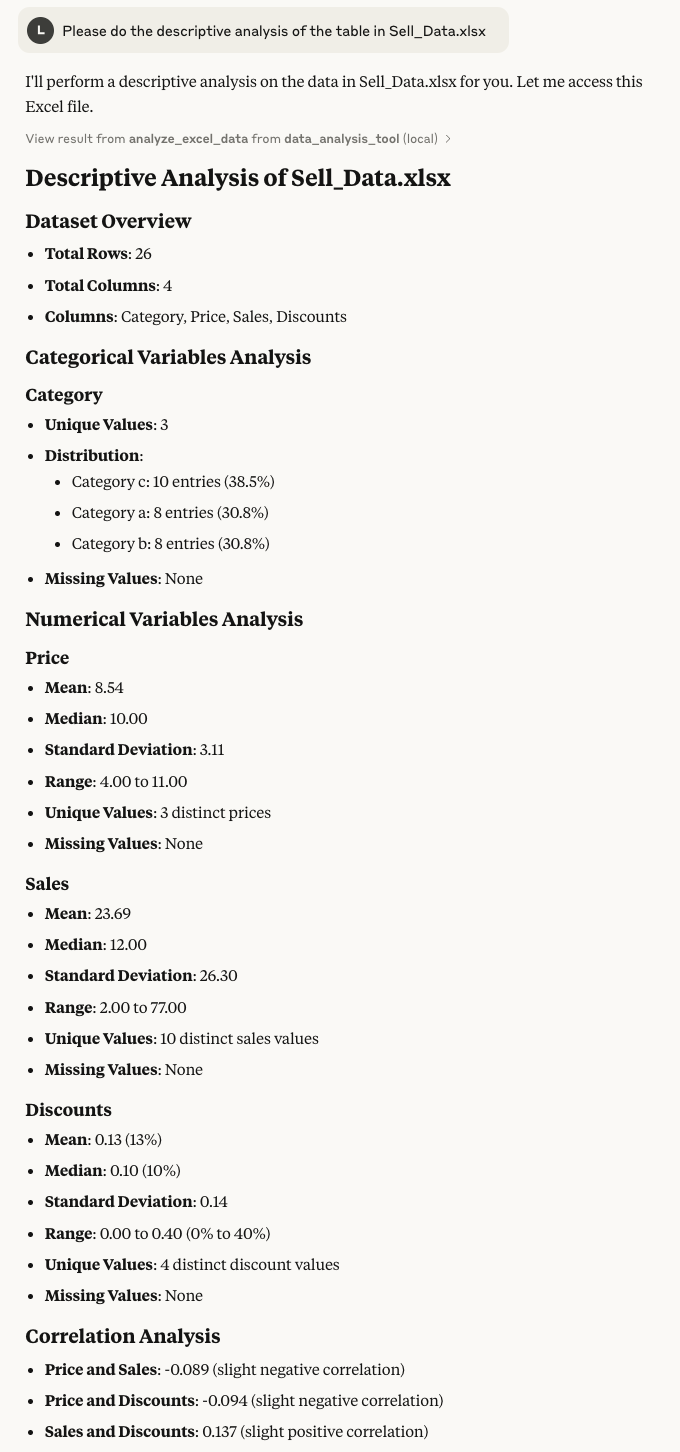 L Please do the descriptive analysis of the table in Sell_Data.xlsx
I'll perform a descriptive analysis on the data in Sell_Data.xlsx for you. Let me access this
Excel file.
View result from analyze_excel_data from data_analysis_tool (local) >
Descriptive Analysis of Sell_Data.xlsx
Dataset Overview
• Total Rows: 26
• Total Columns: 4
• Columns: Category, Price, Sales, Discounts
Categorical Variables Analysis
Category
• Unique Values: 3
• Distribution:
• Category c: 10 entries (38.5%)
• Category a: 8 entries (30.8%)
• Category b: 8 entries (30.8%)
• Missing Values: None
Numerical Variables Analysis
Price
• Mean: 8.54
• Median: 10.00
• Standard Deviation: 3.11
• Range: 4.00 to 11.00
• Unique Values: 3 distinct prices
• Missing Values: None
Sales
• Mean: 23.69
• Median: 12.00
• Standard Deviation: 26.30
• Range: 2.00 to 77.00
• Unique Values: 10 distinct sales values
• Missing Values: None
Discounts
• Mean: 0.13 (13%)
• Median: 0.10 (10%)
• Standard Deviation: 0.14
• Range: 0.00 to 0.40 (0% to 40%)
• Unique Values: 4 distinct discount values
• Missing Values: None
Correlation Analysis
• Price and Sales: -0.089 (slight negative correlation)
• Price and Discounts: -0.094 (slight negative correlation)
• Sales and Discounts: 0.137 (slight positive correlation)